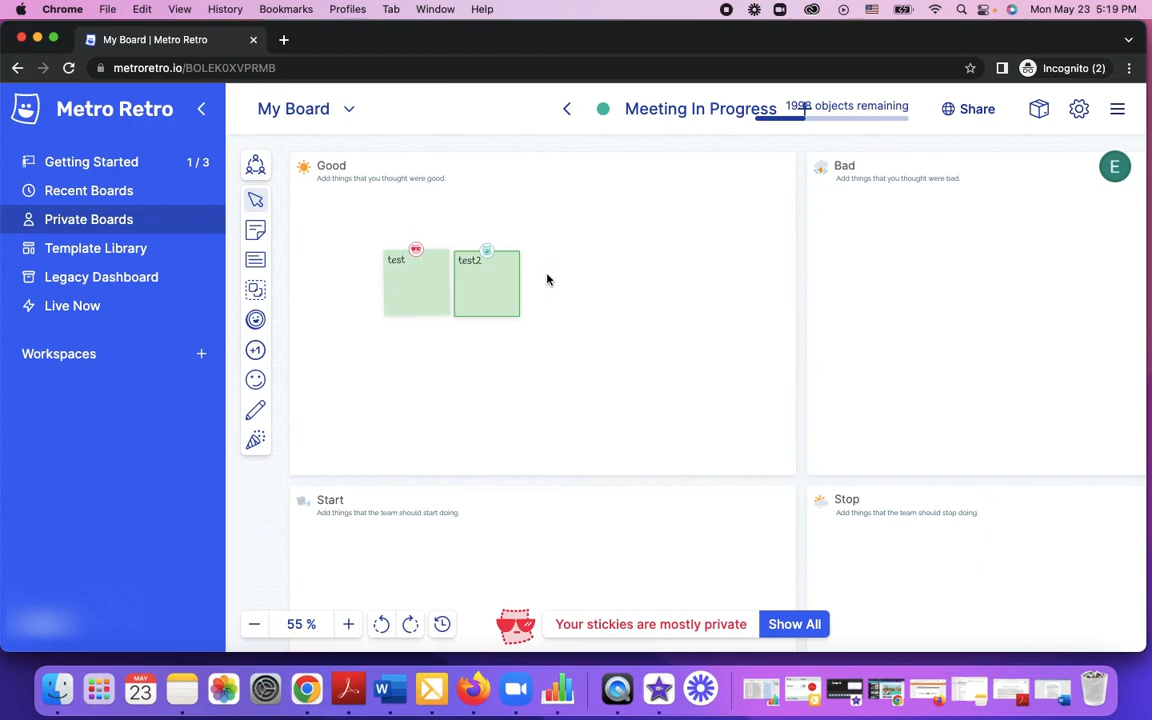 Chrome File Edit View History Bookmarks Profiles Tab Window Help Mon May 23 5:19 PM
My Board | Metro Retro
metroretro.io/BOLEK0XVPRMB Incognito (2)
Metro Retro
My Board
Meeting In Progress
1998 objects remaining
Share
Getting Started 1 / 3
Recent Boards
Private Boards
Template Library
Legacy Dashboard
Live Now
Workspaces +
+1
Good
Add things that you thought were good.
test
test2
Bad
Add things that you thought were bad.
E
Start
Add things that the team should start doing.
Stop
Add things that the team should stop doing.
55 %
Your stickies are mostly private
Show All
MAY
23
W